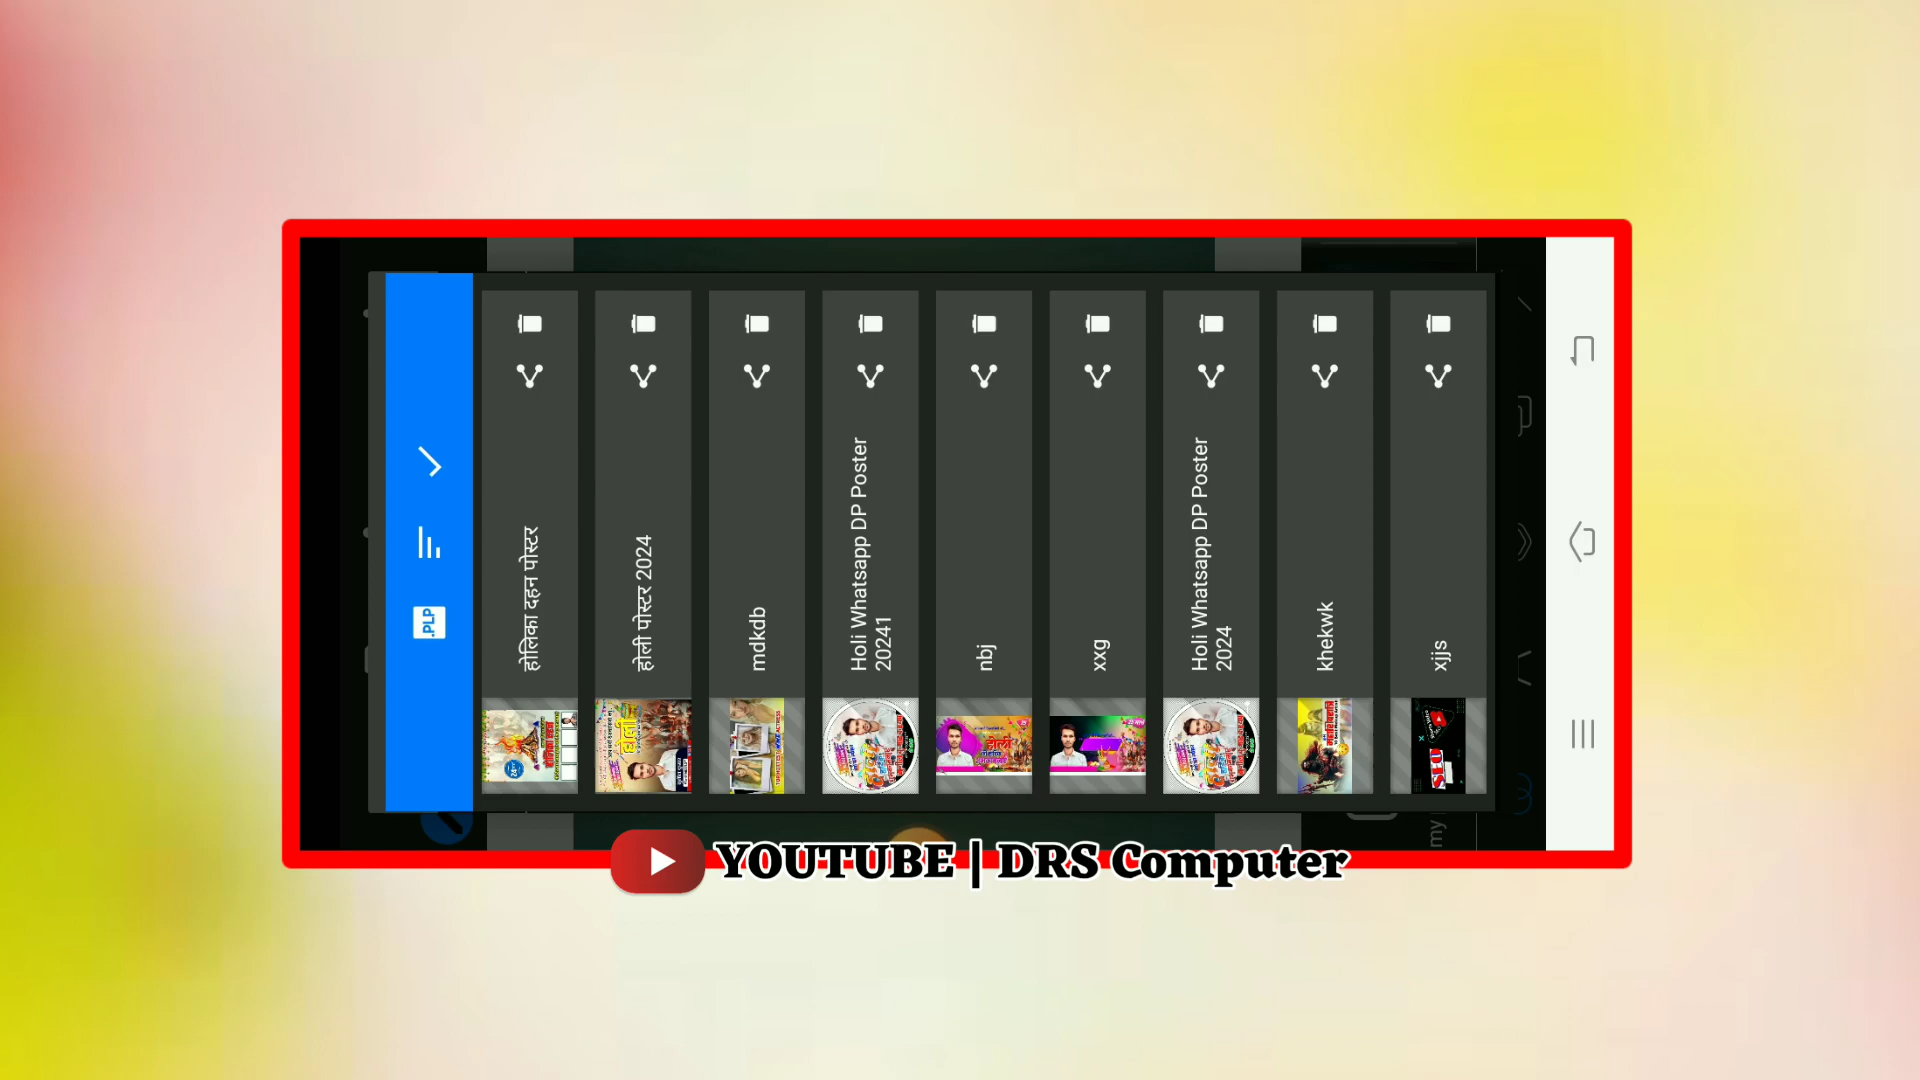 .PLP
होलिका दहन पोस्टर
होली पोस्टर 2024
mdkdb
Holi Whatsapp DP Poster
20241
nbj
xxg
Holi Whatsapp DP Poster
2024
khekwk
xjjs
my
YOUTUBE | DRS Computer